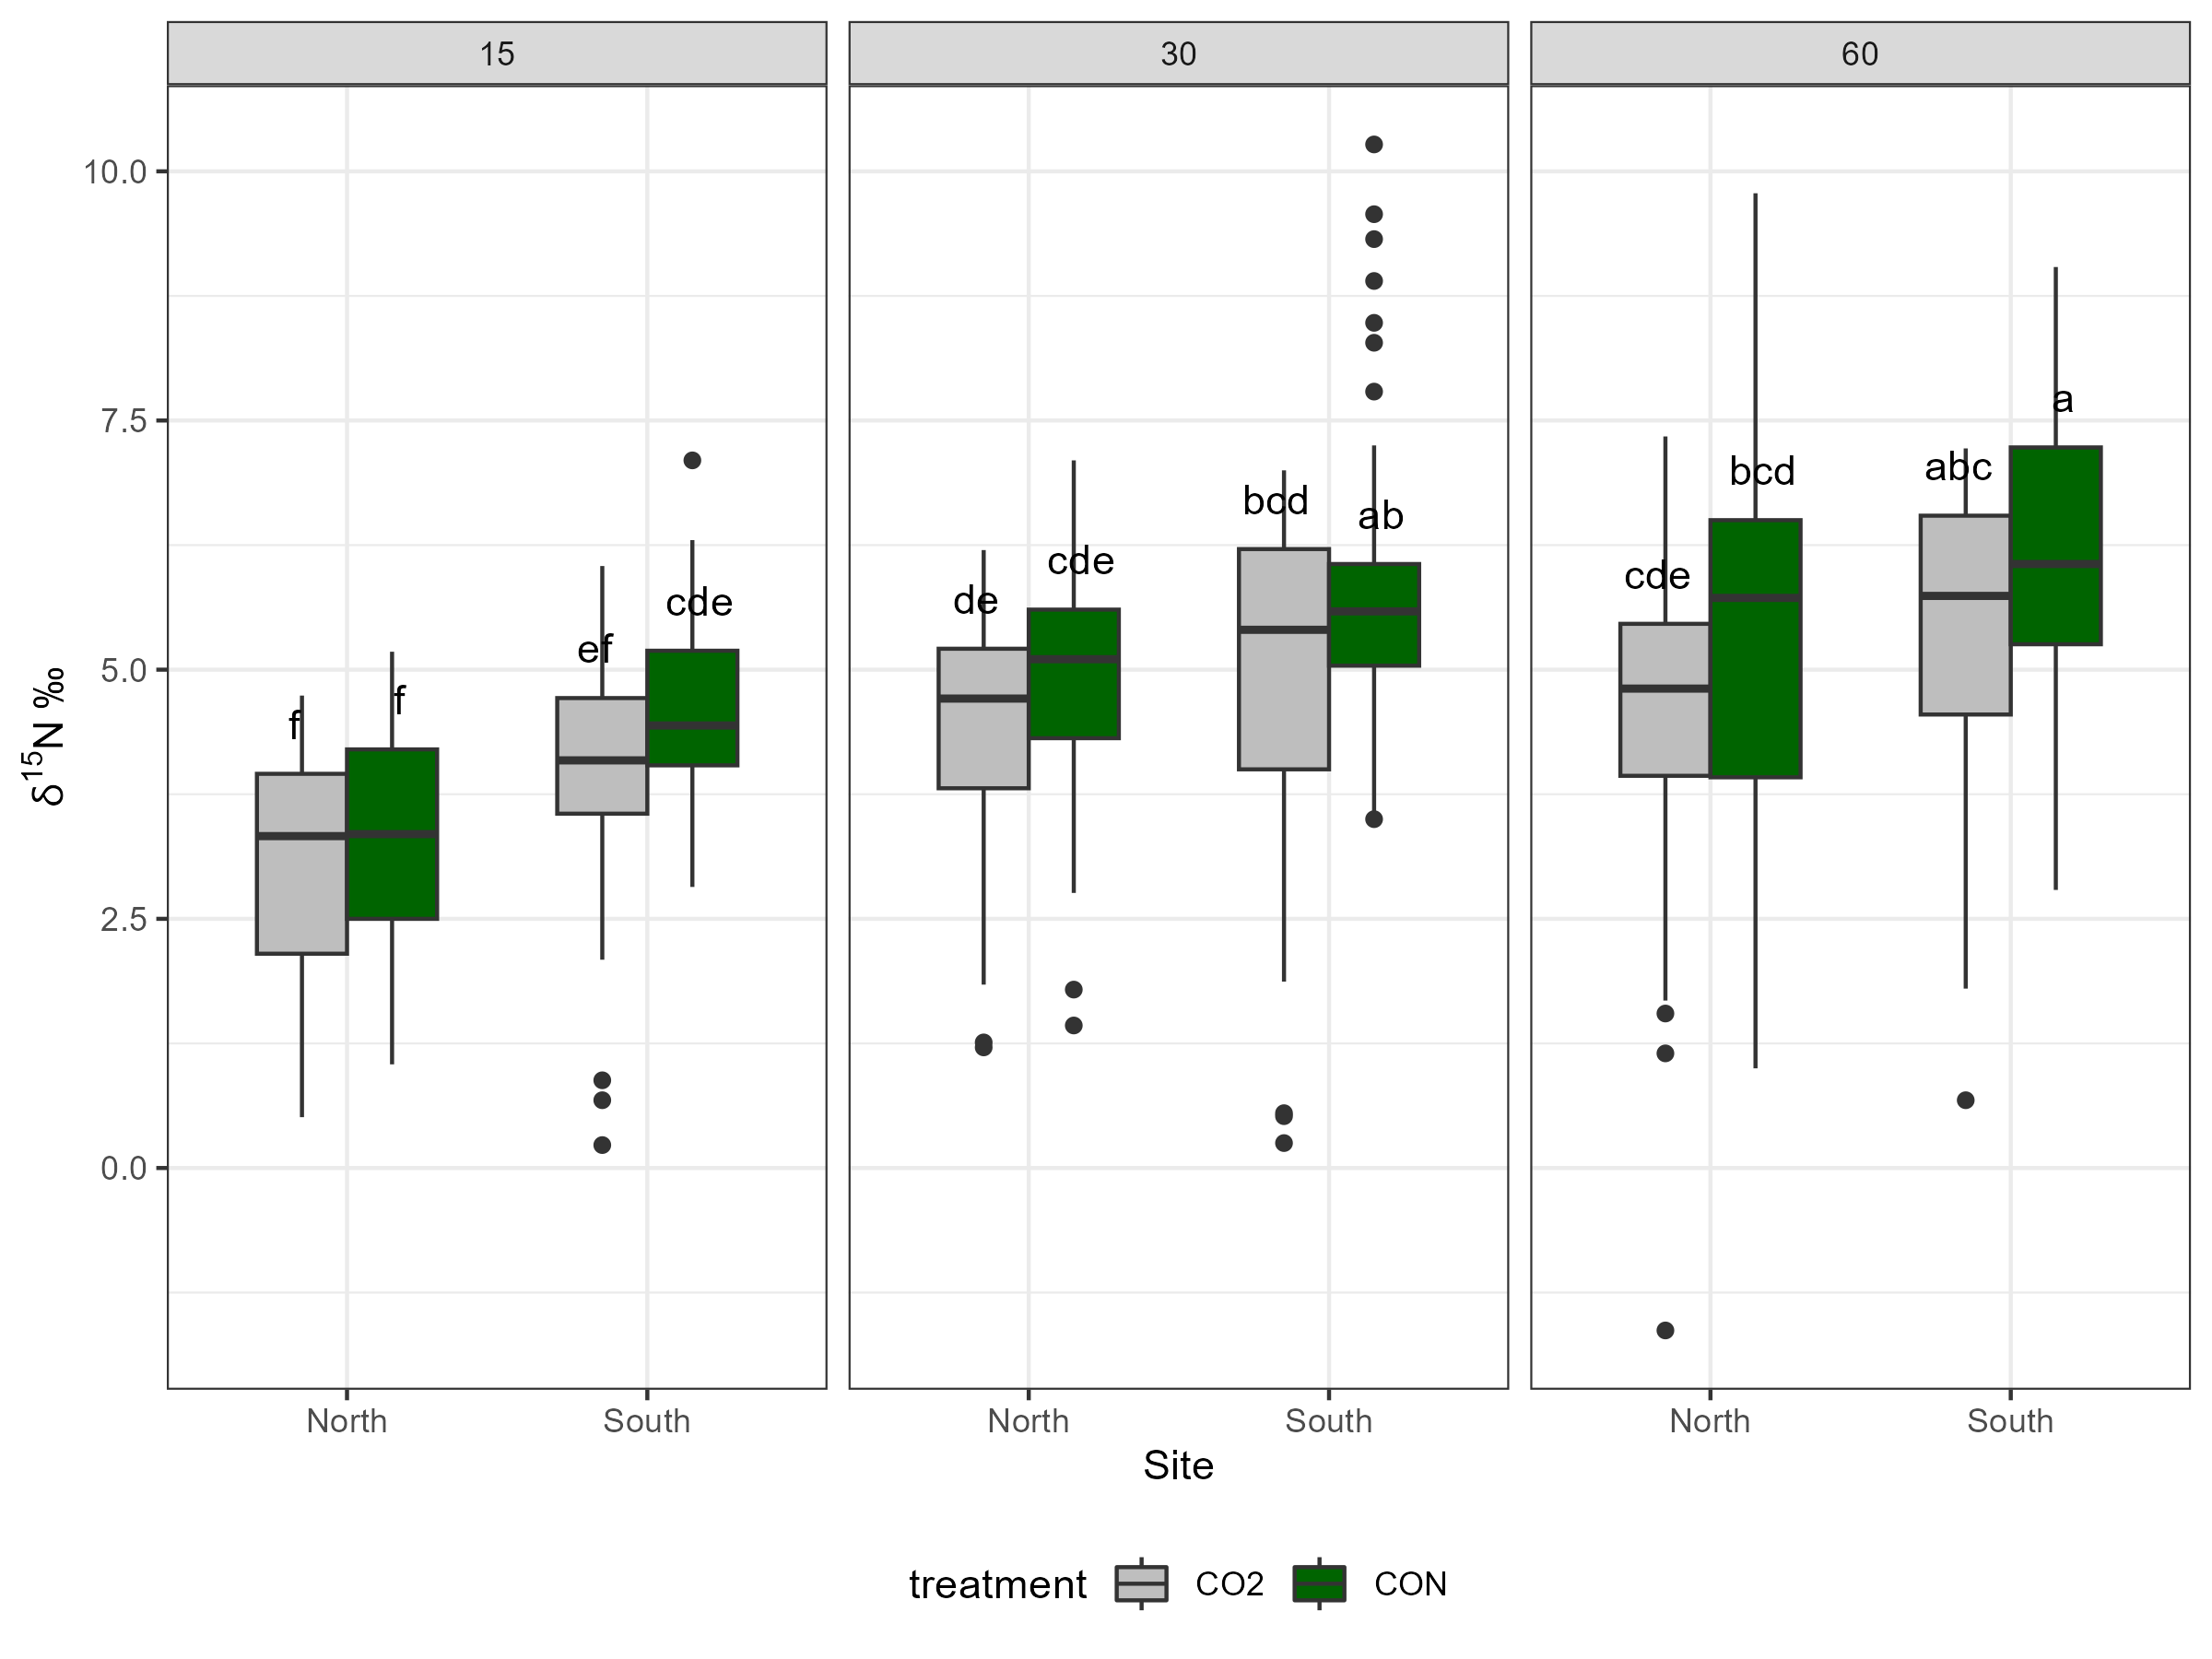 15 30 60
10.0
7.5
5.0
2.5
0.0
δ15N ‰
f f ef cde
de cde bcd ab
cde bcd abc a
North South North South North South
Site
treatment CO2 CON